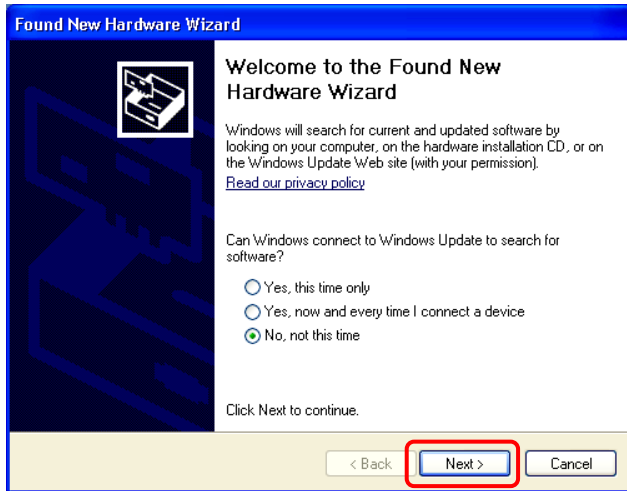 Found New Hardware Wizard
Welcome to the Found New
Hardware Wizard
Windows will search for current and updated software by
looking on your computer, on the hardware installation CD, or on
the Windows Update Web site (with your permission).
Read our privacy policy
Can Windows connect to Windows Update to search for
software?
Yes, this time only
Yes, now and every time I connect a device
No, not this time
Click Next to continue.
< Back Next > Cancel